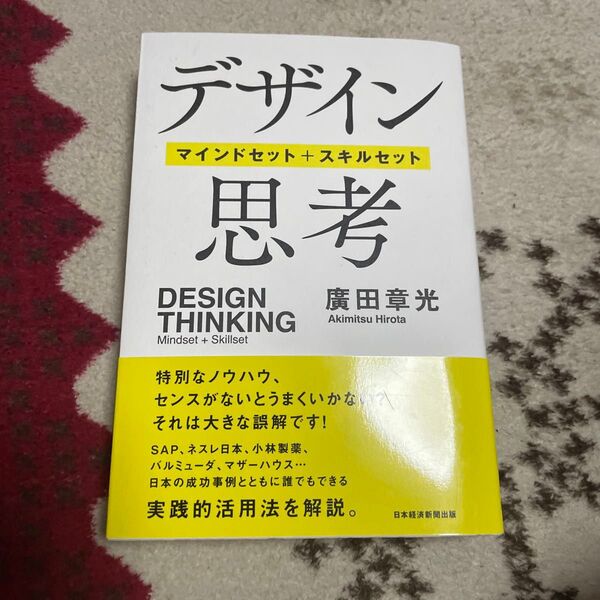 デザイン
マインドセット+スキルセット
思考
DESIGN
THINKING
Mindset + Skillset
廣田章光
Akimitsu Hirota
特別なノウハウ、
センスがないとうまくいかない?
それは大きな誤解です!
SAP、ネスレ日本、小林製薬、
バルミューダ、マザーハウス…
日本の成功事例とともに誰でもできる
実践的活用法を解説。
日本経済新聞出版